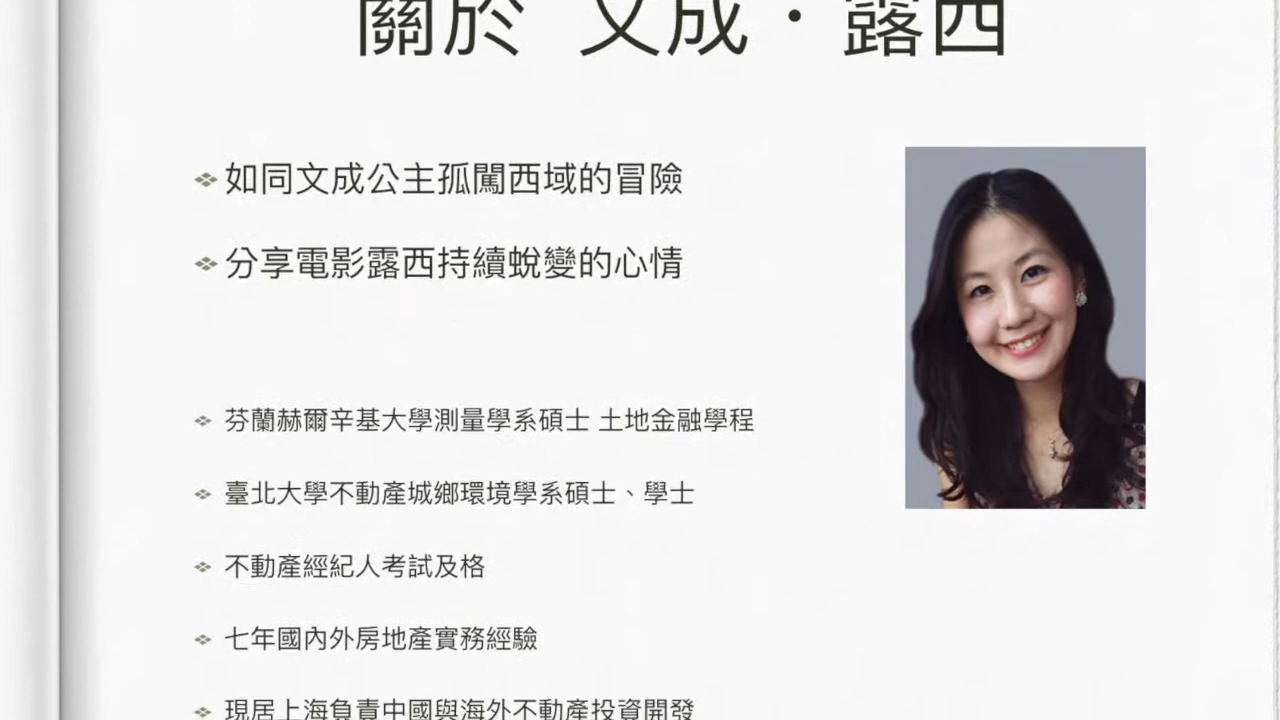 關於 文成・露西
如同文成公主孤闖西域的冒險
分享電影露西持續蛻變的心情
芬蘭赫爾辛基大學測量學系碩士 土地金融學程
臺北大學不動產城鄉環境學系碩士、學士
不動產經紀人考試及格
七年國內外房地產實務經驗
現居上海負責中國與海外不動產投資開發